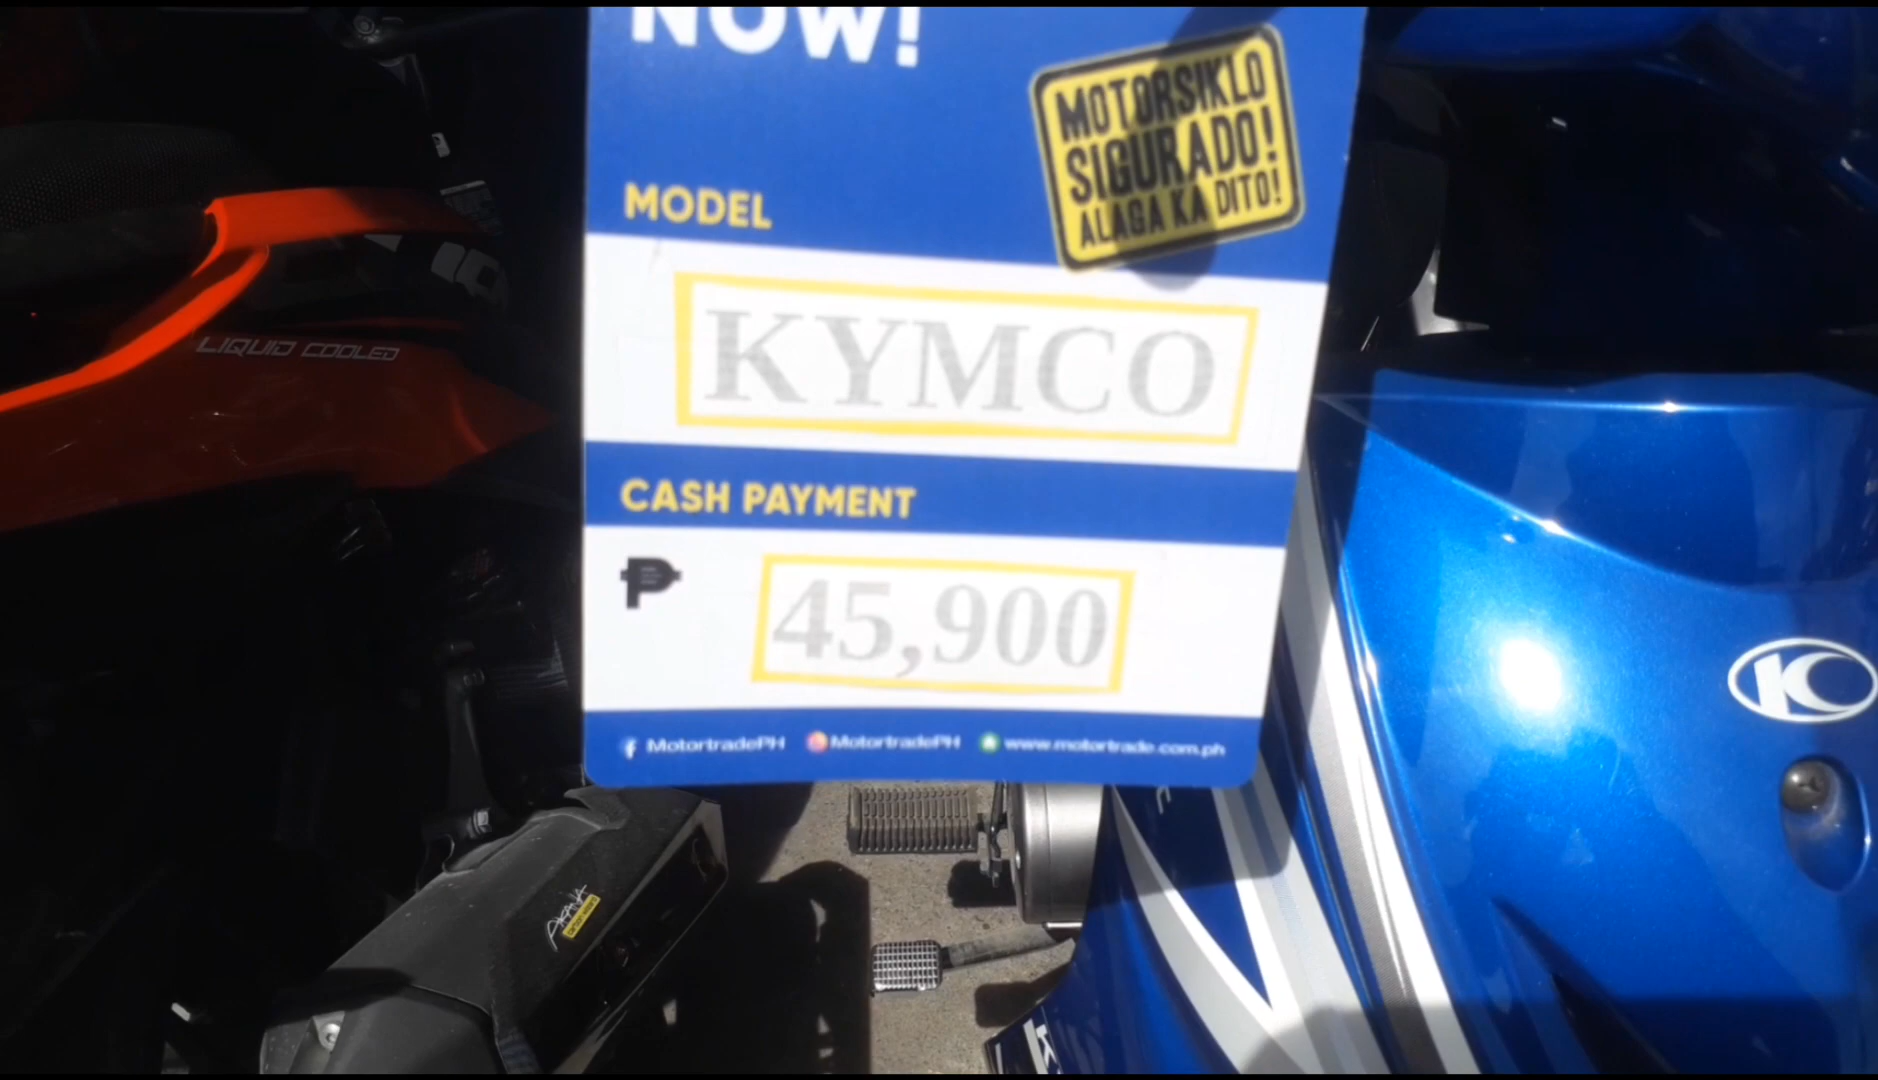 NOW!
MOTORSIKLO
SIGURADO!
ALAGA KA DITO!
MODEL
KYMCO
CASH PAYMENT
₱ 45,900
MotortradePH MotortradePH www.motortrade.com.ph
LIQUID COOLED
K